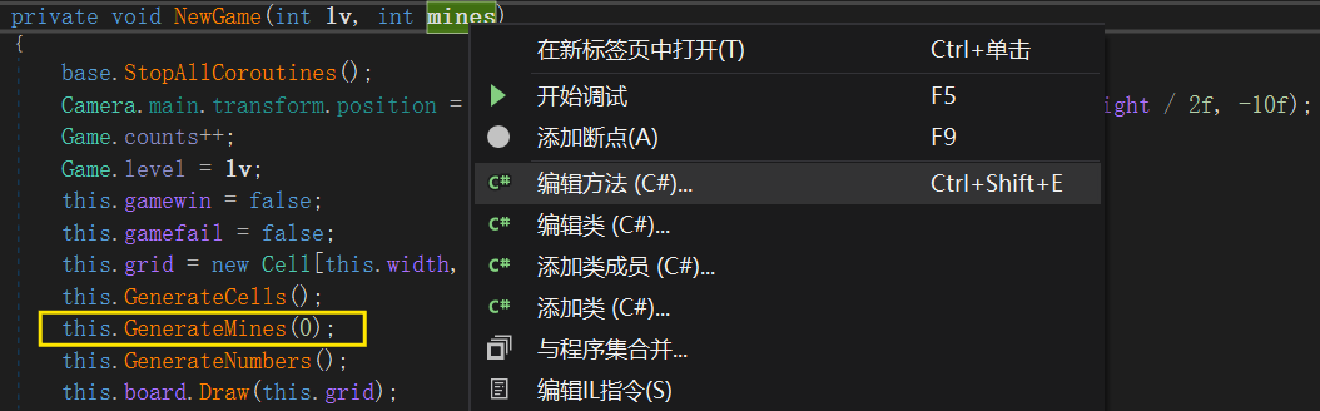 private void NewGame(int lv, int mines)
{
在新标签页中打开(T) Ctrl+单击
base.StopAllCoroutines();
开始调试 F5
Camera.main.transform.position = ight / 2f, -10f);
Game.counts++;
添加断点(A) F9
Game.level = lv;
C# 编辑方法 (C#)... Ctrl+Shift+E
this.gamewin = false;
C# 编辑类 (C#)...
this.gamefail = false;
this.grid = new Cell[this.width,
C# 添加类成员 (C#)...
this.GenerateCells();
C# 添加类 (C#)...
this.GenerateMines(0);
与程序集合并...
this.GenerateNumbers();
this.board.Draw(this.grid);
编辑IL指令(S)